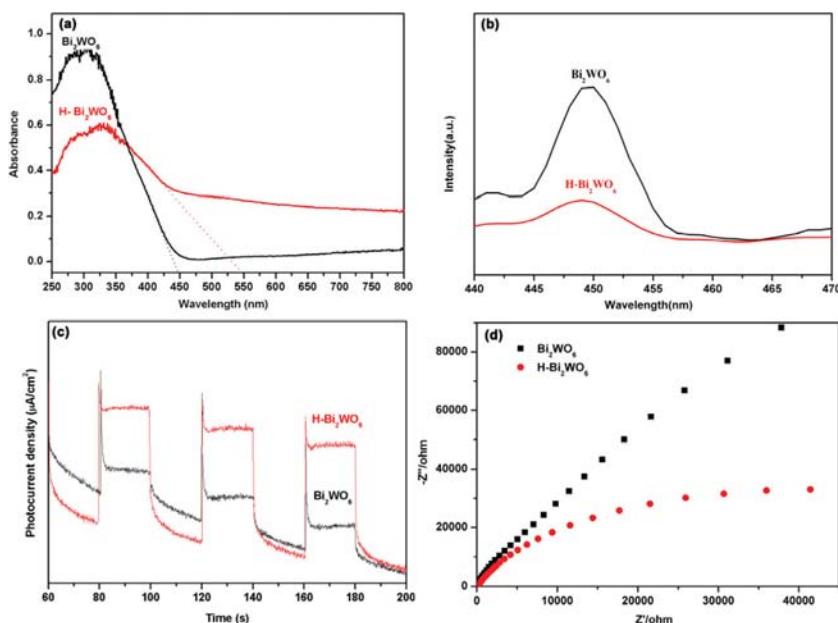 (a)
Bi₂WO₆
H- Bi₂WO₆
Absorbance
1.0
0.8
0.6
0.4
0.2
0.0
250 300 350 400 450 500 550 600 650 700 750 800
Wavelength (nm)
(b)
Bi₂WO₆
H-Bi₂WO₆
Intensity(a.u.)
440 445 450 455 460 465 470
Wavelength(nm)
(c)
H-Bi₂WO₆
Bi₂WO₆
Photocurrent density (μA/cm²)
60 80 100 120 140 160 180 200
Time (s)
(d)
Bi₂WO₆
H-Bi₂WO₆
-Z''/ohm
80000
60000
40000
20000
0
0 10000 20000 30000 40000
Z'/ohm